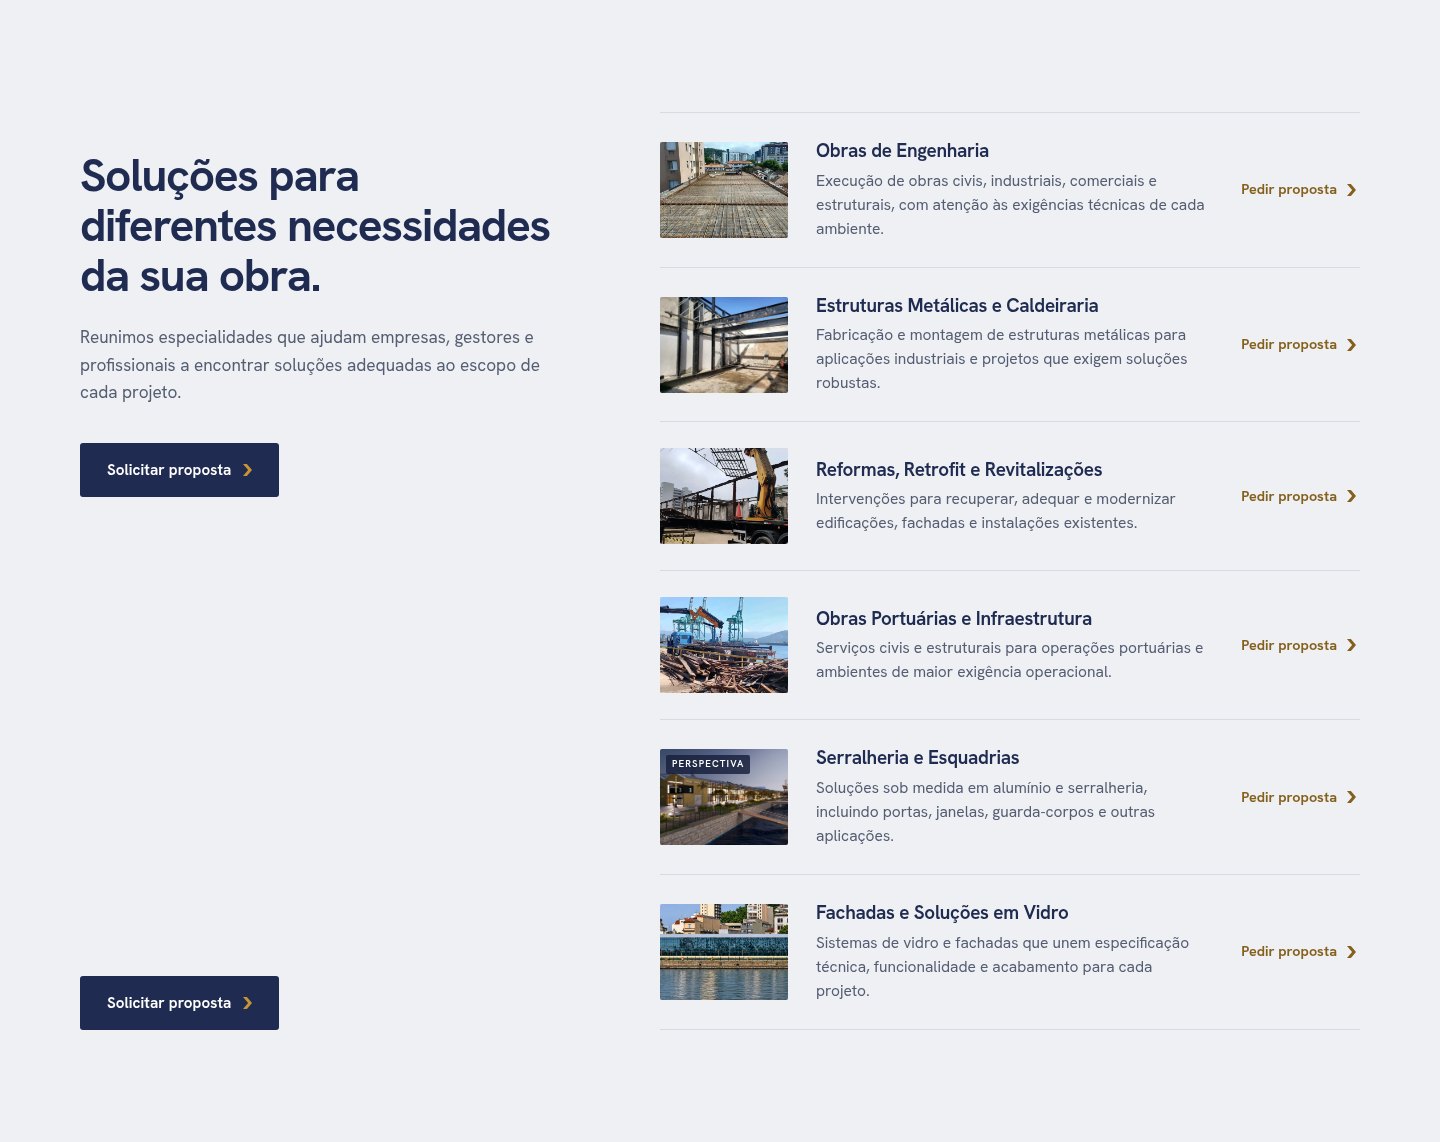 Soluções para
diferentes necessidades
da sua obra.
Reunimos especialidades que ajudam empresas, gestores e
profissionais a encontrar soluções adequadas ao escopo de
cada projeto.
Solicitar proposta
Solicitar proposta
Obras de Engenharia
Execução de obras civis, industriais, comerciais e
estruturais, com atenção às exigências técnicas de cada
ambiente.
Pedir proposta
Estruturas Metálicas e Caldeiraria
Fabricação e montagem de estruturas metálicas para
aplicações industriais e projetos que exigem soluções
robustas.
Pedir proposta
Reformas, Retrofit e Revitalizações
Intervenções para recuperar, adequar e modernizar
edificações, fachadas e instalações existentes.
Pedir proposta
Obras Portuárias e Infraestrutura
Serviços civis e estruturais para operações portuárias e
ambientes de maior exigência operacional.
Pedir proposta
PERSPECTIVA
Serralheria e Esquadrias
Soluções sob medida em alumínio e serralheria,
incluindo portas, janelas, guarda-corpos e outras
aplicações.
Pedir proposta
Fachadas e Soluções em Vidro
Sistemas de vidro e fachadas que unem especificação
técnica, funcionalidade e acabamento para cada
projeto.
Pedir proposta